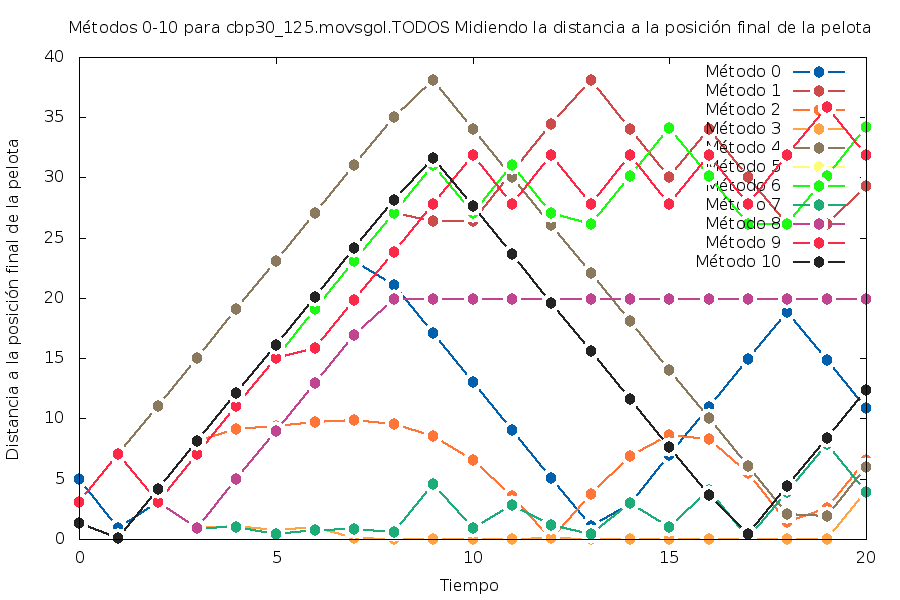 Métodos 0-10 para cbp30_125.movsgol.TODOS Midiendo la distancia a la posición final de la pelota
Distancia a la posición final de la pelota
40
35
30
25
20
15
10
5
0
Método 0
Método 1
Método 2
Método 3
Método 4
Método 5
Método 6
Método 7
Método 8
Método 9
Método 10
0 5 10 15 20
Tiempo